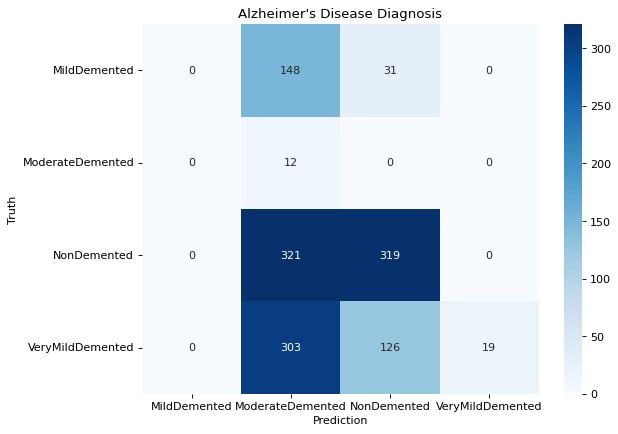 Alzheimer's Disease Diagnosis
MildDemented 0 148 31 0
ModerateDemented 0 12 0 0
NonDemented 0 321 319 0
VeryMildDemented 0 303 126 19
MildDemented ModerateDemented NonDemented VeryMildDemented
Prediction
Truth
300
250
200
150
100
50
0